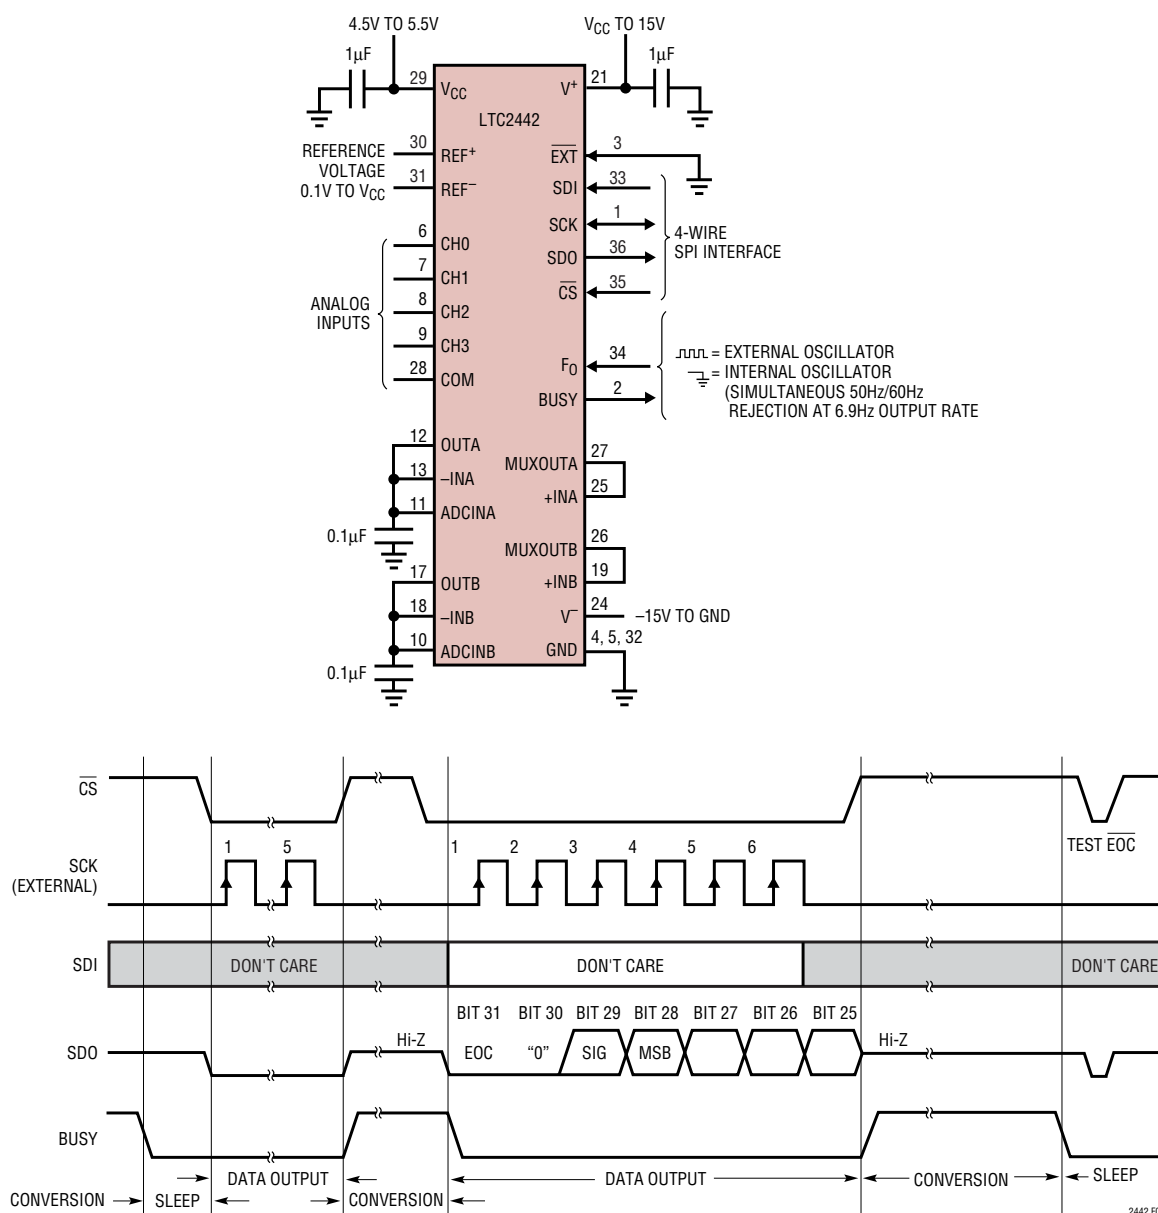 4.5V TO 5.5V
VCC TO 15V
1µF
1µF
29
VCC
V+
21
LTC2442
REFERENCE
VOLTAGE
0.1V TO VCC
30
REF+
31
REF–
EXT
3
SDI
33
SCK
1
SDO
36
CS
35
4-WIRE
SPI INTERFACE
ANALOG
INPUTS
6
CH0
7
CH1
8
CH2
9
CH3
28
COM
FO
34
BUSY
2
= EXTERNAL OSCILLATOR
= INTERNAL OSCILLATOR
(SIMULTANEOUS 50Hz/60Hz
REJECTION AT 6.9Hz OUTPUT RATE
12
OUTA
13
–INA
11
ADCINA
0.1µF
MUXOUTA
27
+INA
25
MUXOUTB
26
+INB
19
17
OUTB
18
–INB
10
ADCINB
0.1µF
V–
24
–15V TO GND
GND
4, 5, 32
CS
TEST EOC
SCK
(EXTERNAL)
1 5 1 2 3 4 5 6
SDI
DON'T CARE DON'T CARE DON'T CARE
BIT 31 BIT 30 BIT 29 BIT 28 BIT 27 BIT 26 BIT 25
SDO
Hi-Z EOC "0" SIG MSB Hi-Z
BUSY
DATA OUTPUT DATA OUTPUT CONVERSION SLEEP
CONVERSION SLEEP CONVERSION